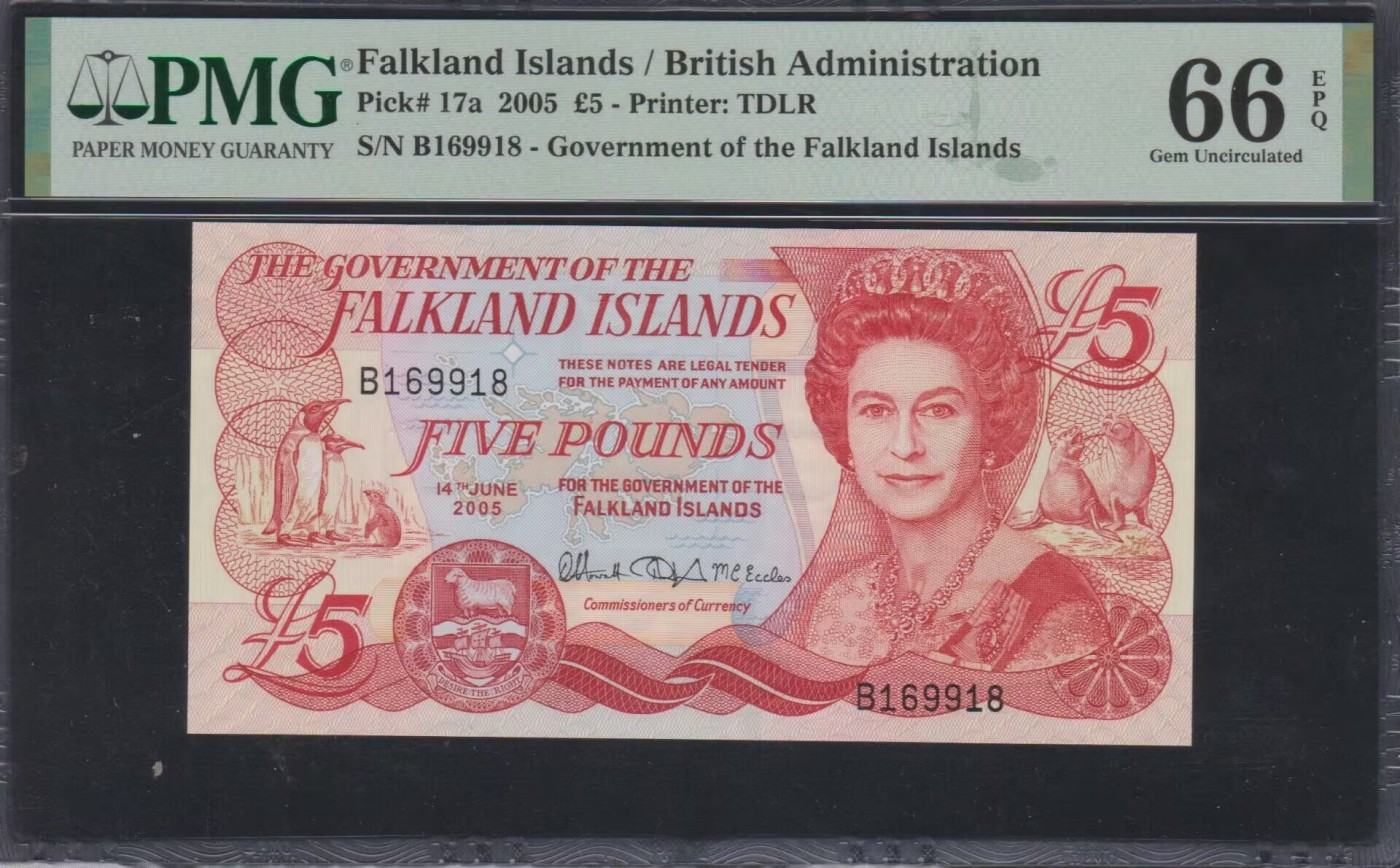 PMG®
PAPER MONEY GUARANTY
Falkland Islands / British Administration
Pick# 17a 2005 £5 - Printer: TDLR
S/N B169918 - Government of the Falkland Islands
66 EPQ
Gem Uncirculated
THE GOVERNMENT OF THE
FALKLAND ISLANDS
£5
B169918
THESE NOTES ARE LEGAL TENDER
FOR THE PAYMENT OF ANY AMOUNT
FIVE POUNDS
14TH JUNE
2005
FOR THE GOVERNMENT OF THE
FALKLAND ISLANDS
MC Eccles
Commissioners of Currency
£5
DESIRE THE RIGHT
B169918